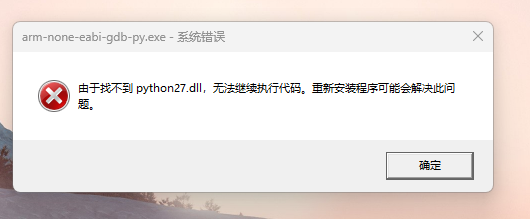 arm-none-eabi-gdb-py.exe - 系统错误
由于找不到 python27.dll，无法继续执行代码。重新安装程序可能会解决此问
题。
确定